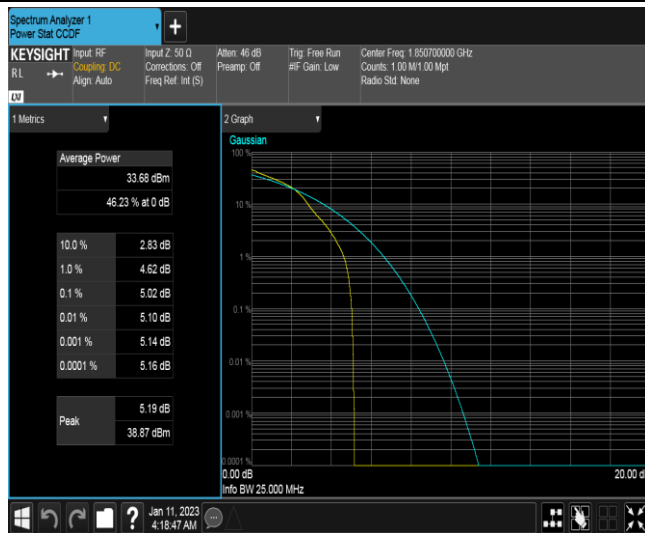 Spectrum Analyzer 1
Power Stat CCDF
+
KEYSIGHT
RL
Input: RF
Coupling: DC
Align: Auto
Input Z: 50 Ω
Corrections: Off
Freq Ref: Int (S)
Atten: 46 dB
Preamp: Off
Trig: Free Run
#IF Gain: Low
Center Freq: 1.850700000 GHz
Counts: 1.00 M/1.00 Mpt
Radio Std: None
1 Metrics
Average Power
33.68 dBm
46.23 % at 0 dB
10.0 % 2.83 dB
1.0 % 4.62 dB
0.1 % 5.02 dB
0.01 % 5.10 dB
0.001 % 5.14 dB
0.0001 % 5.16 dB
Peak
5.19 dB
38.87 dBm
2 Graph
Gaussian
100 %
10 %
1 %
0.1 %
0.01 %
0.001 %
0.0001 %
0.00 dB
20.00 d
Info BW 25.000 MHz
?
Jan 11, 2023
4:18:47 AM